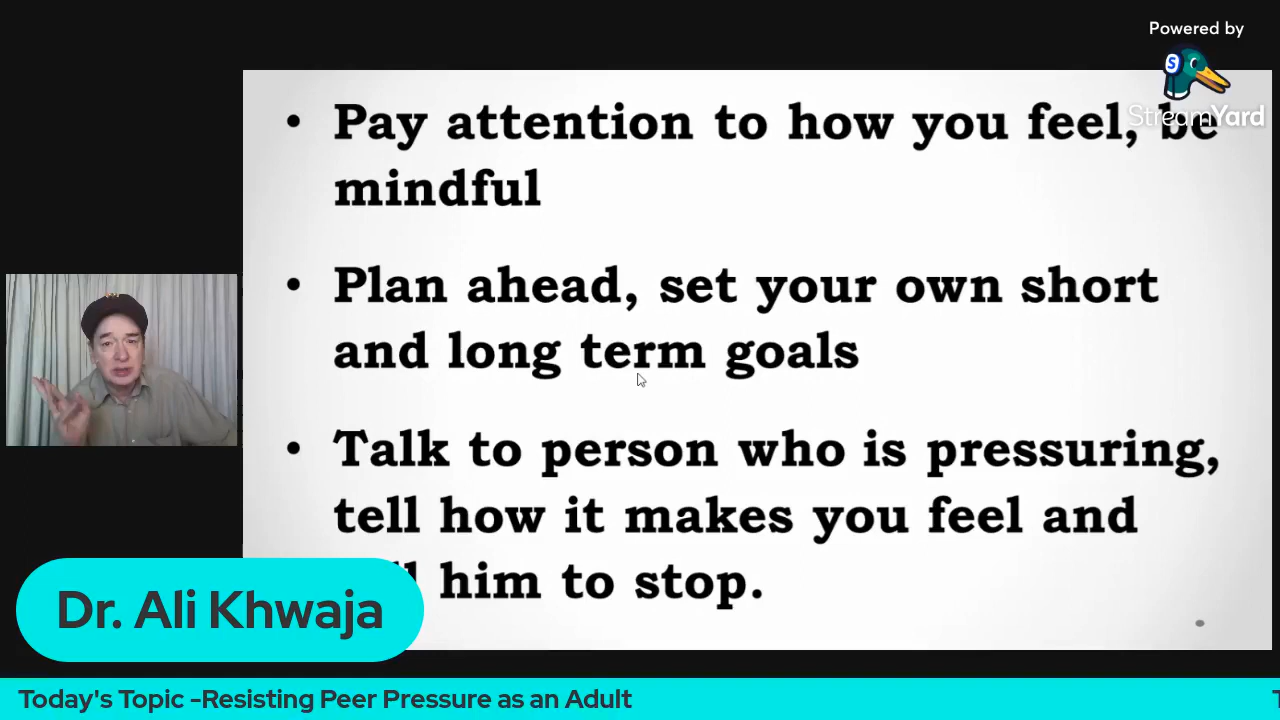 Powered by
StreamYard
• Pay attention to how you feel, be
mindful
• Plan ahead, set your own short
and long term goals
• Talk to person who is pressuring,
tell how it makes you feel and
him to stop.
Dr. Ali Khwaja
Today's Topic -Resisting Peer Pressure as an Adult